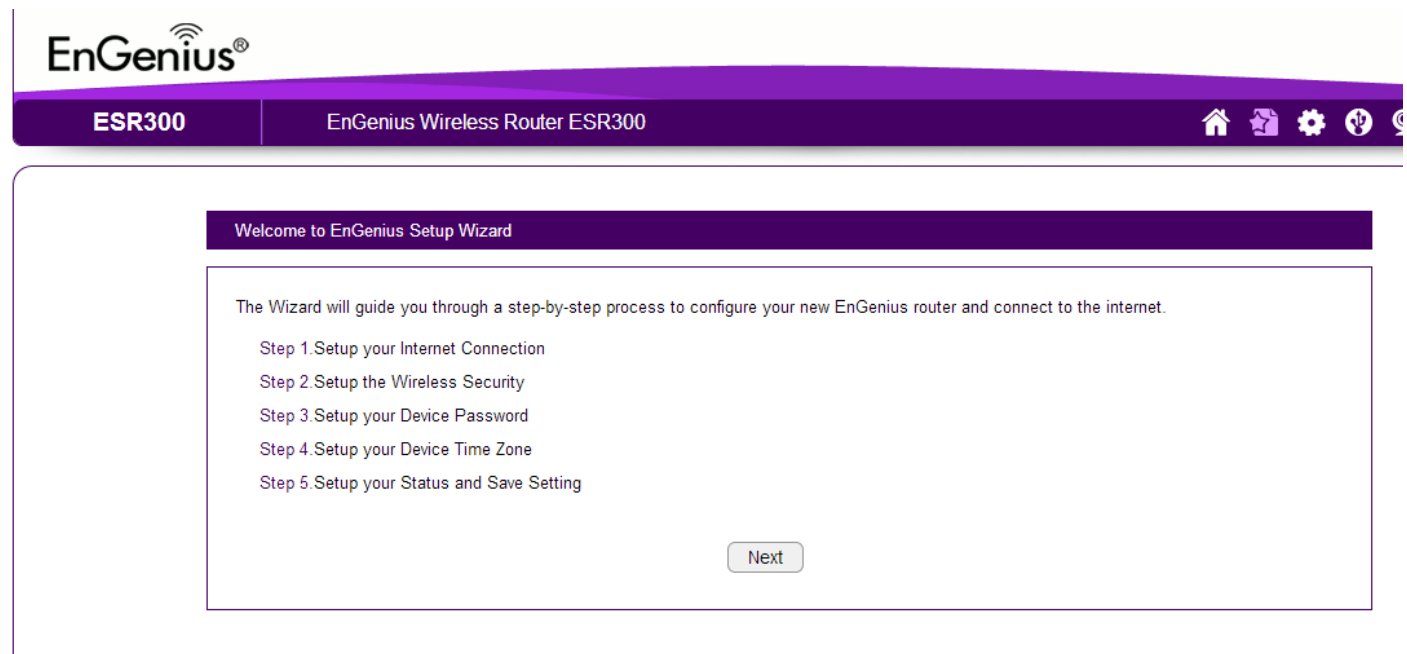 EnGenius®
ESR300
EnGenius Wireless Router ESR300
Welcome to EnGenius Setup Wizard
The Wizard will guide you through a step-by-step process to configure your new EnGenius router and connect to the internet.
Step 1.Setup your Internet Connection
Step 2.Setup the Wireless Security
Step 3.Setup your Device Password
Step 4.Setup your Device Time Zone
Step 5.Setup your Status and Save Setting
Next